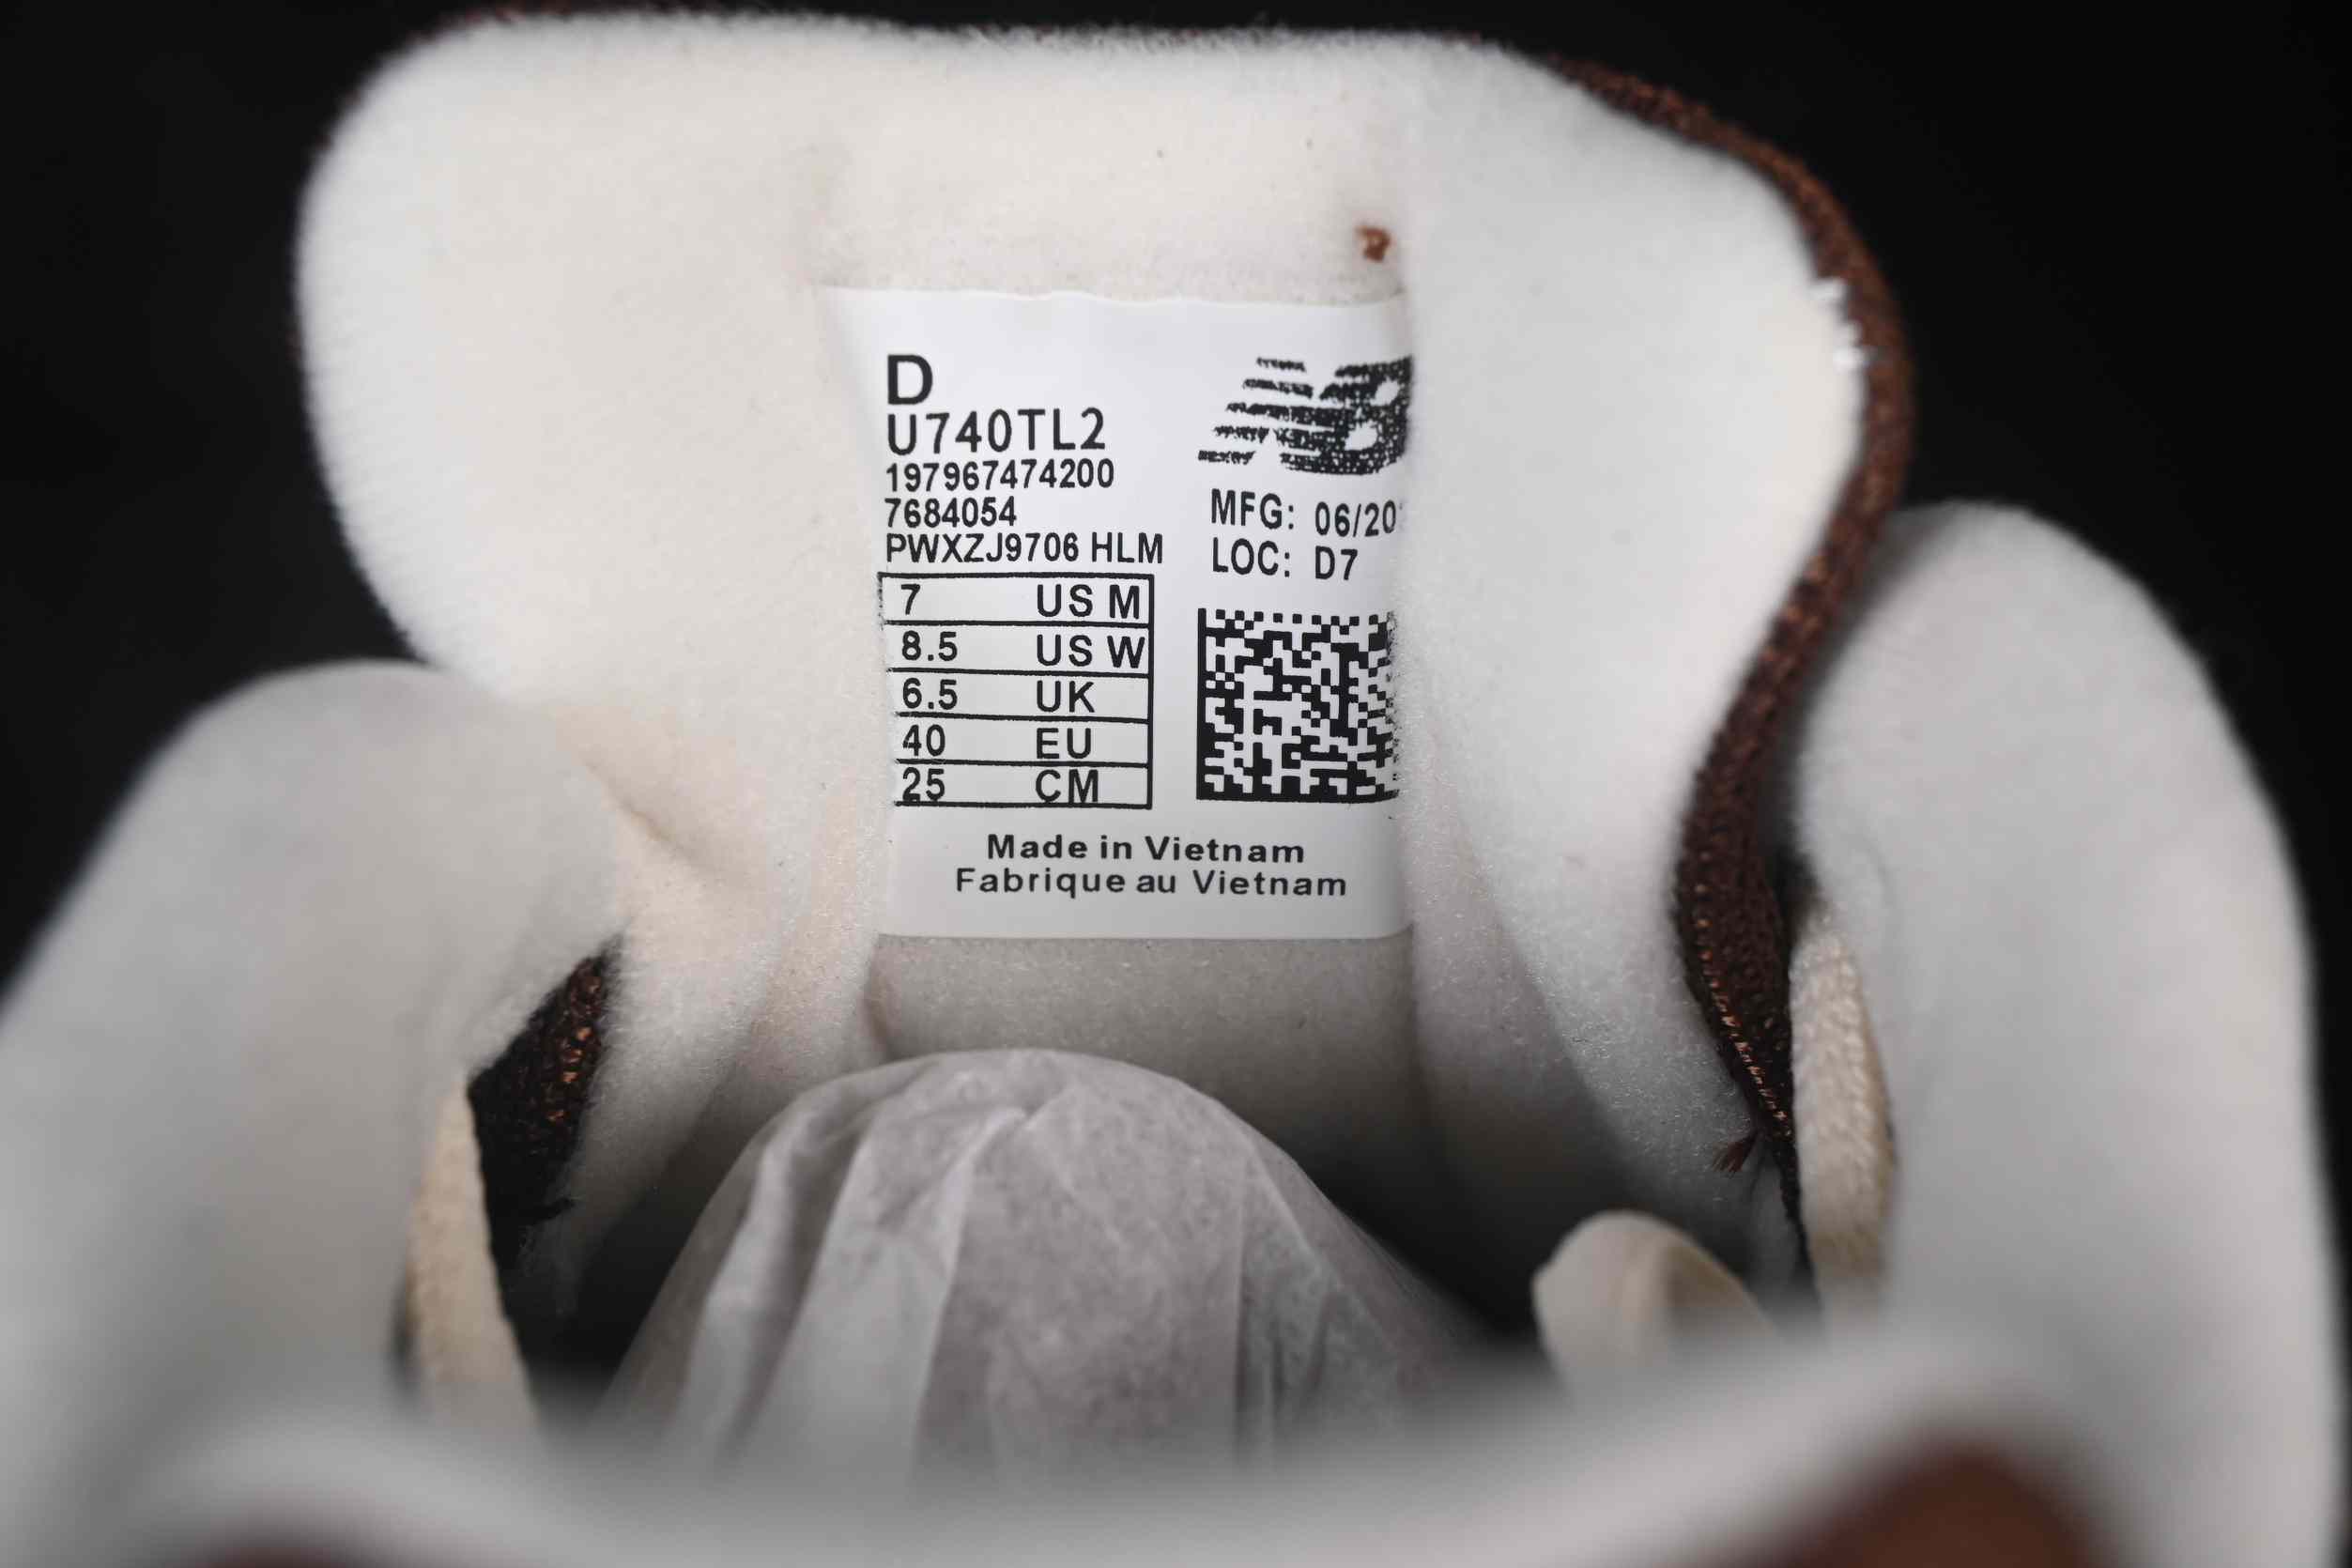 D
U740TL2
197967474200
7684054
PWXZJ9706 HLM
7 US M
8.5 US W
6.5 UK
40 EU
25 CM
NB
MFG: 06/20
LOC: D7
Made in Vietnam
Fabrique au Vietnam